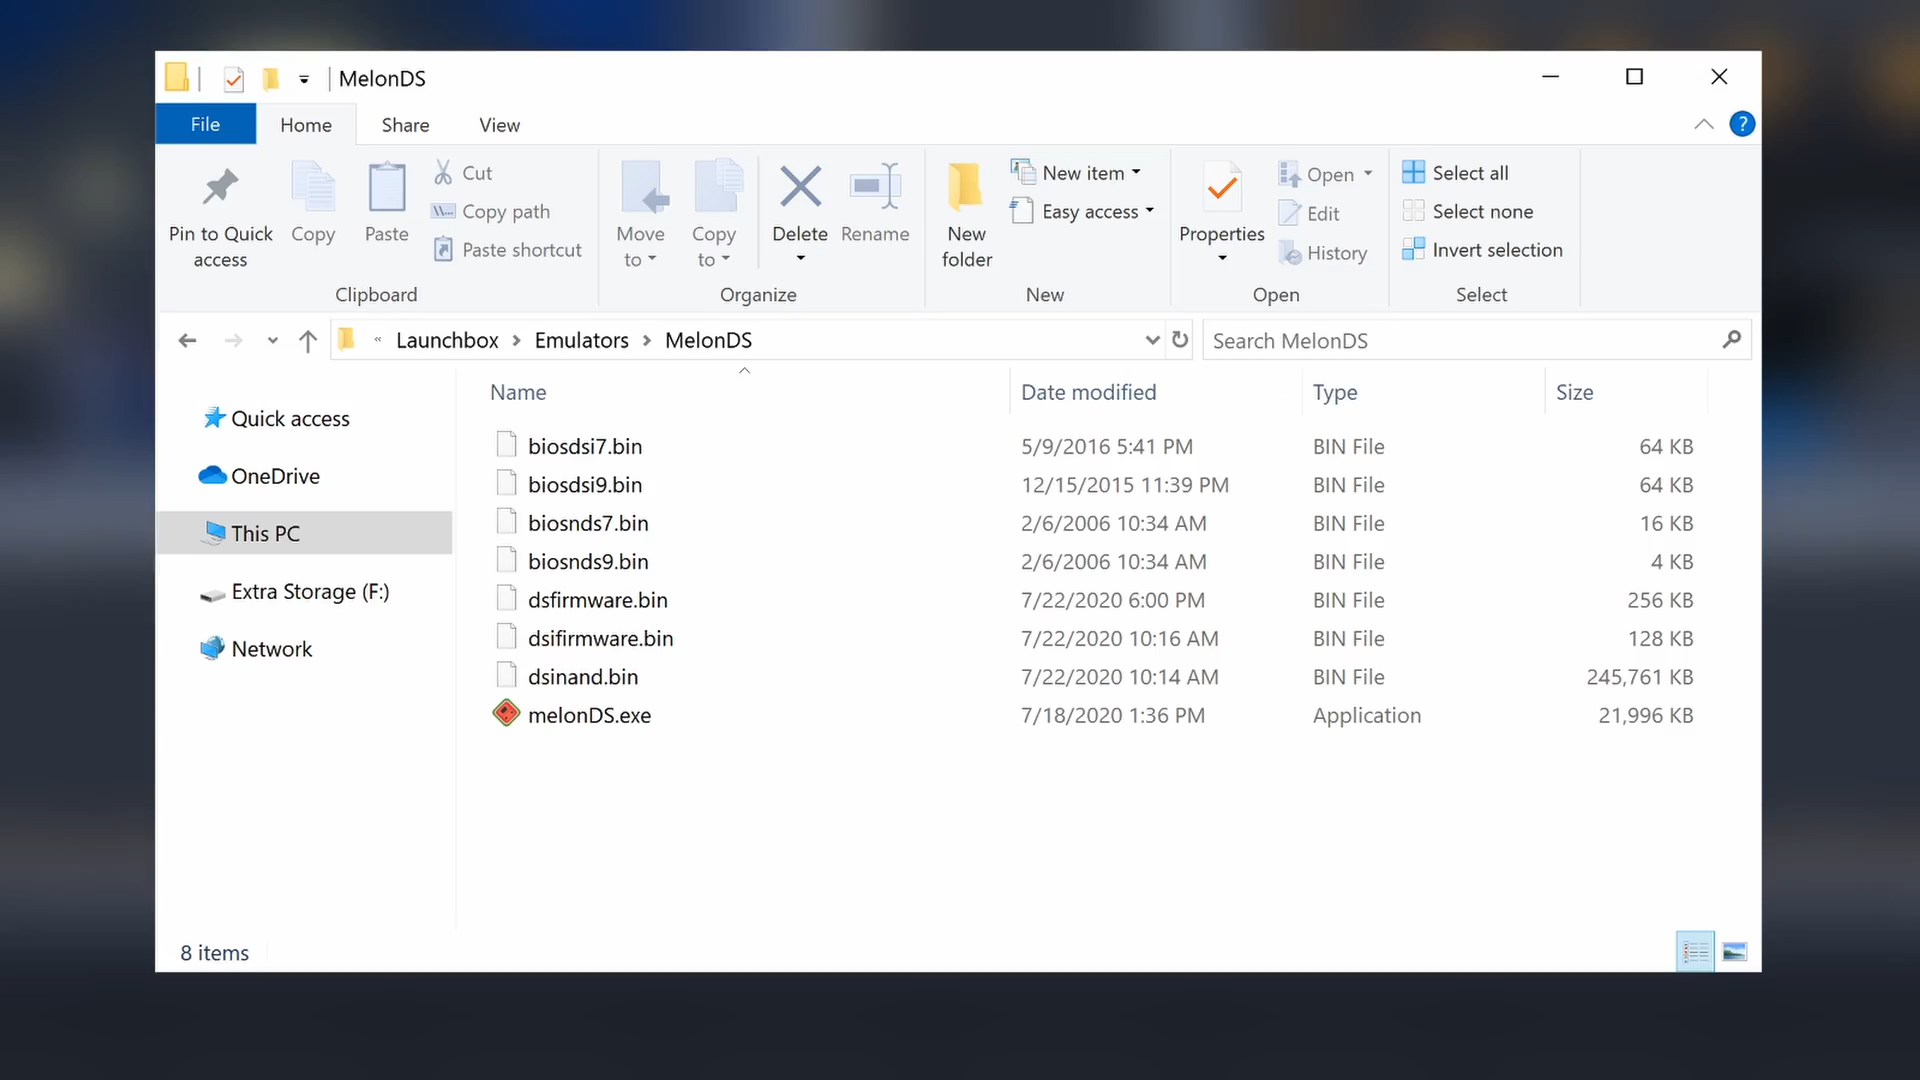 MelonDS
File Home Share View
Pin to Quick access
Copy
Paste
Cut
Copy path
Paste shortcut
Clipboard
Move to
Copy to
Delete
Rename
Organize
New folder
New item
Easy access
New
Properties
Open
Edit
History
Open
Select all
Select none
Invert selection
Select
« Launchbox > Emulators > MelonDS
Search MelonDS
Quick access
OneDrive
This PC
Extra Storage (F:)
Network
Name Date modified Type Size
biosdsi7.bin 5/9/2016 5:41 PM BIN File 64 KB
biosdsi9.bin 12/15/2015 11:39 PM BIN File 64 KB
biosnds7.bin 2/6/2006 10:34 AM BIN File 16 KB
biosnds9.bin 2/6/2006 10:34 AM BIN File 4 KB
dsfirmware.bin 7/22/2020 6:00 PM BIN File 256 KB
dsifirmware.bin 7/22/2020 10:16 AM BIN File 128 KB
dsinand.bin 7/22/2020 10:14 AM BIN File 245,761 KB
melonDS.exe 7/18/2020 1:36 PM Application 21,996 KB
8 items